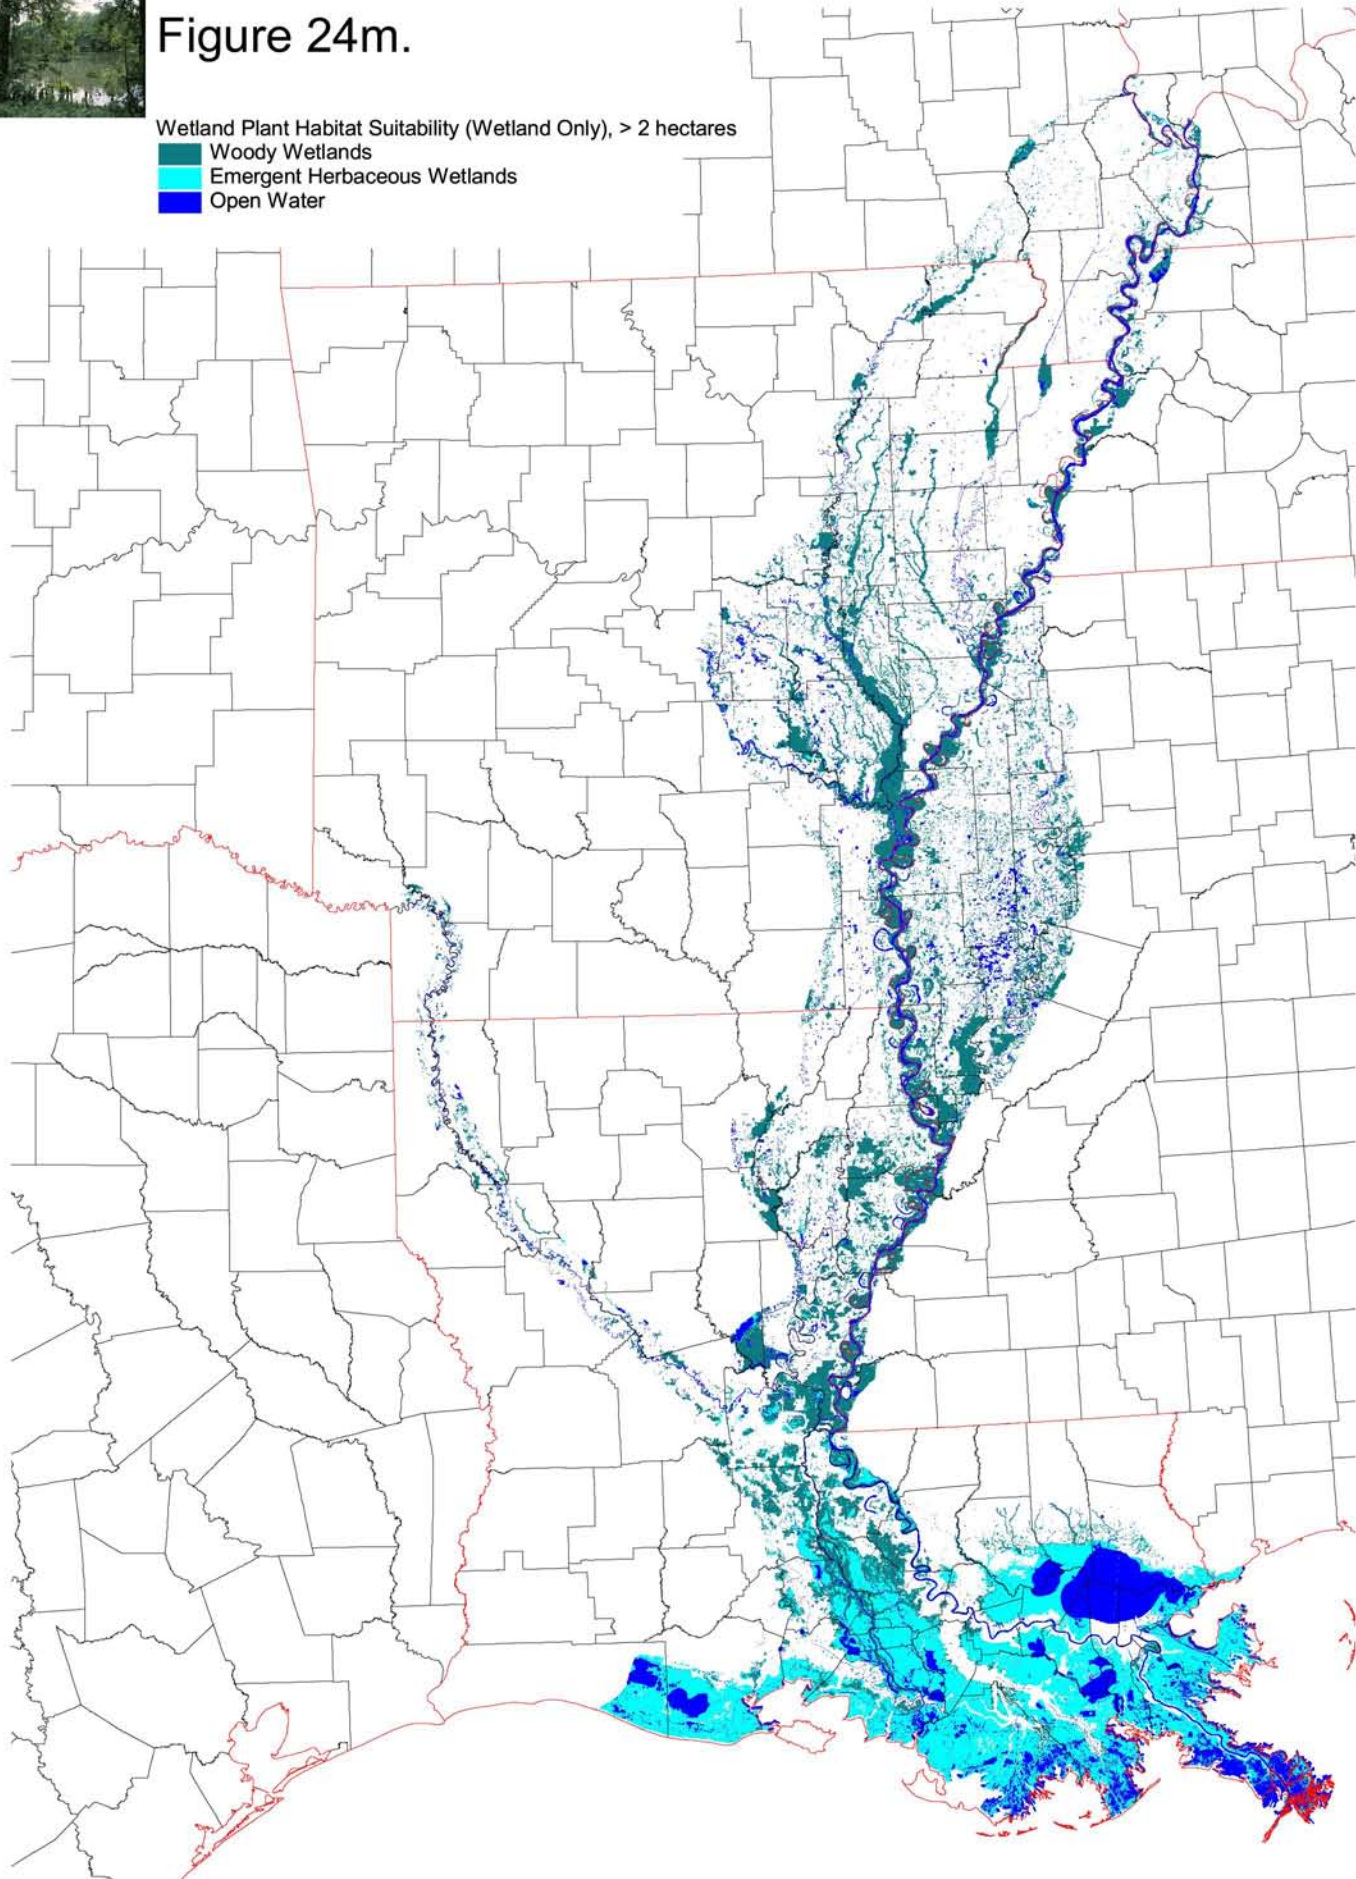 Figure 24m.
Wetland Plant Habitat Suitability (Wetland Only), > 2 hectares
Woody Wetlands
Emergent Herbaceous Wetlands
Open Water